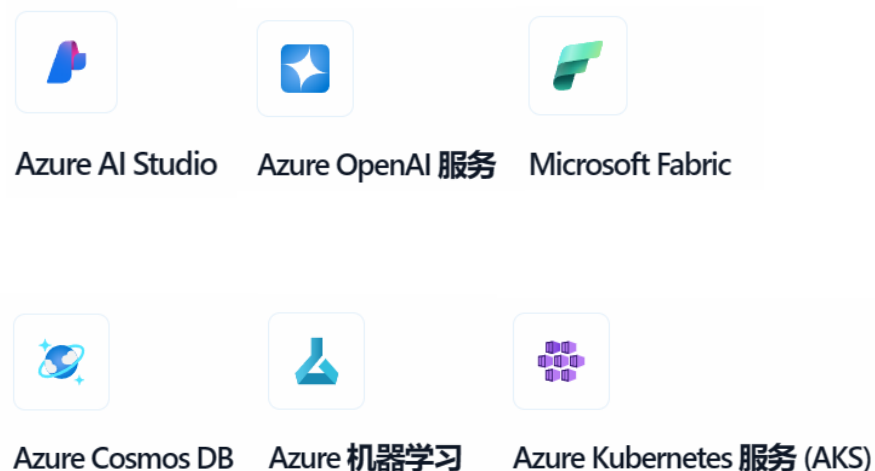 Azure AI Studio
Azure OpenAI 服务
Microsoft Fabric
Azure Cosmos DB
Azure 机器学习
Azure Kubernetes 服务 (AKS)